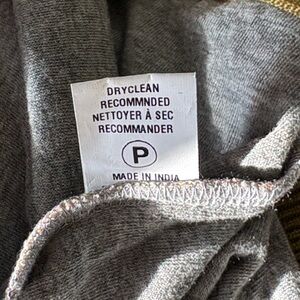 DRYCLEAN
RECOMMNDED
NETTOYER À SEC
RECOMMANDER
P
MADE IN INDIA